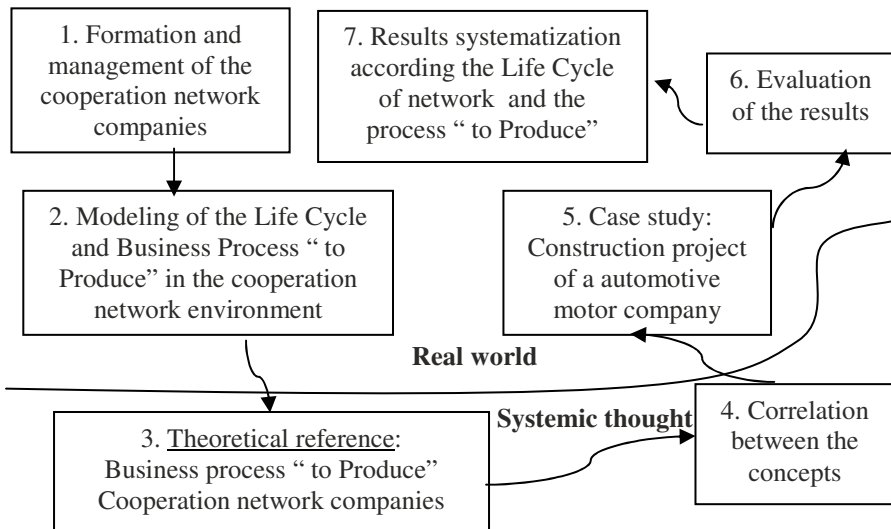 1. Formation and
management of the
cooperation network
companies
2. Modeling of the Life Cycle
and Business Process “ to
Produce” in the cooperation
network environment
3. Theoretical reference:
Business process “ to Produce”
Cooperation network companies
4. Correlation
between the
concepts
5. Case study:
Construction project
of a automotive
motor company
6. Evaluation
of the results
7. Results systematization
according the Life Cycle
of network and the
process “ to Produce”
Real world
Systemic thought